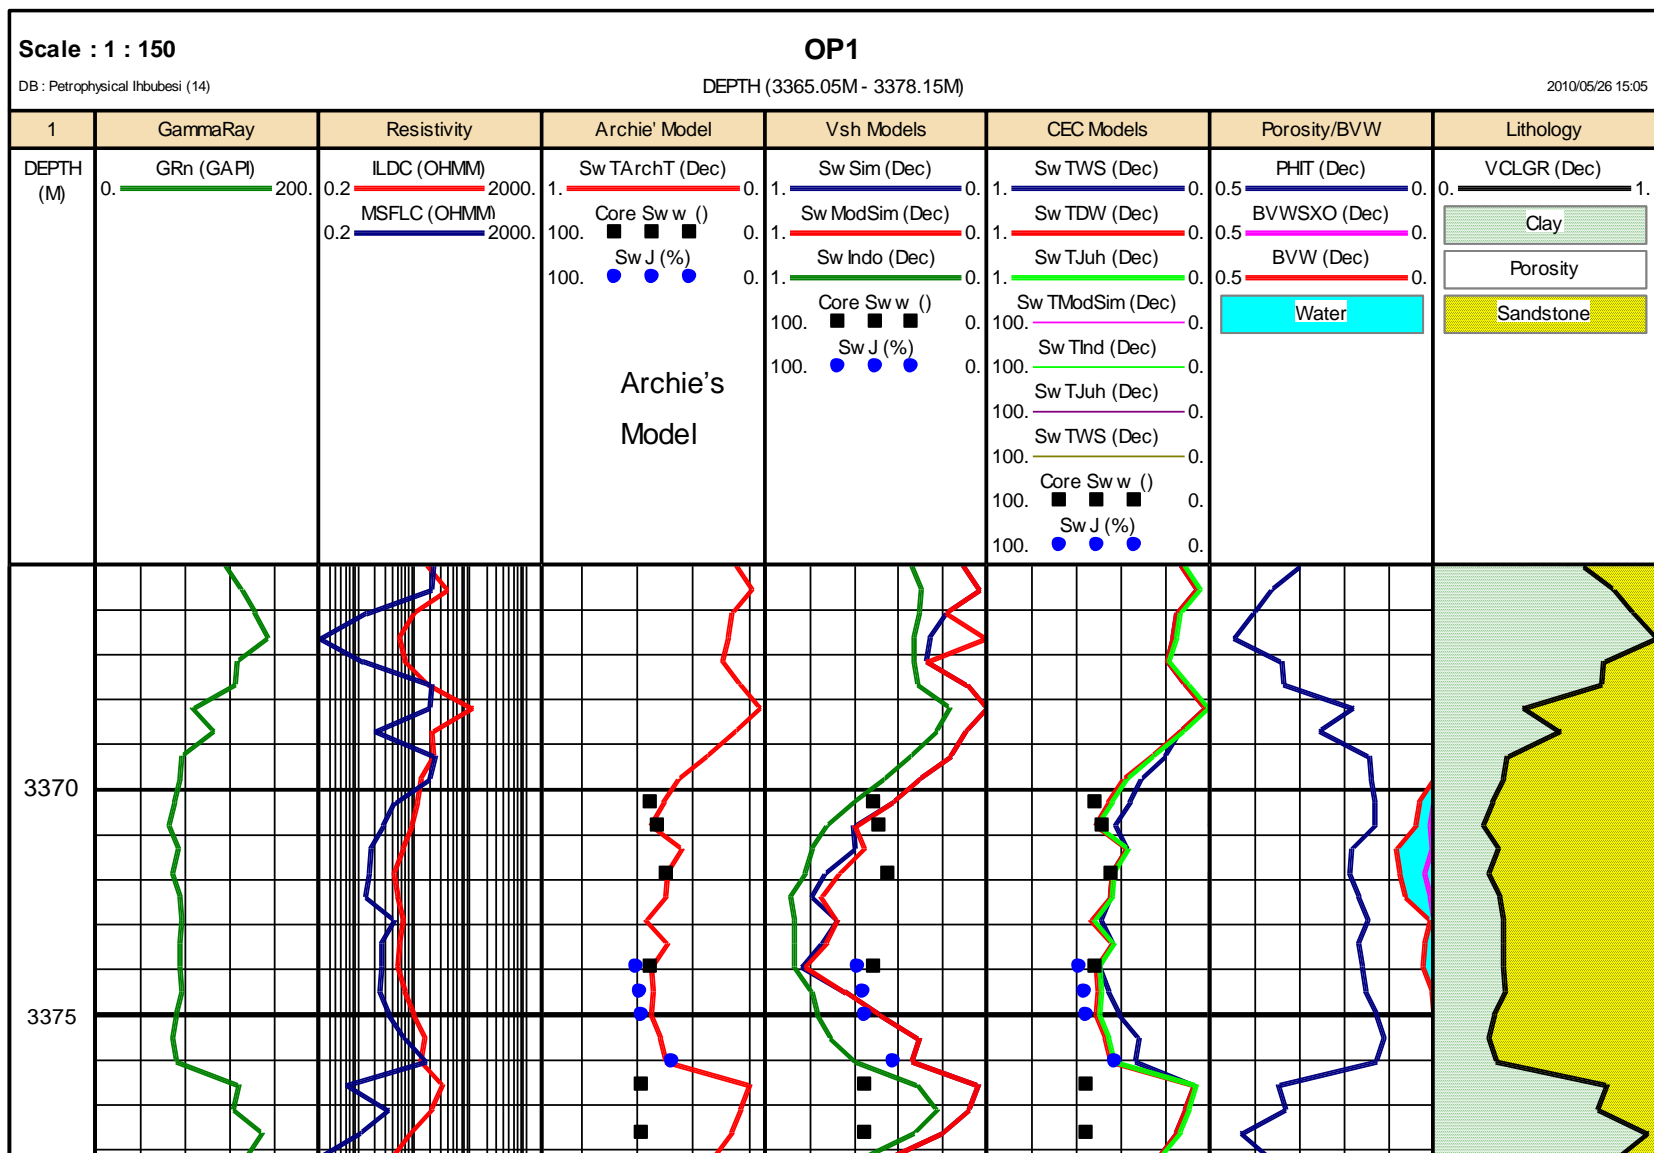 Scale : 1 : 150
OP1
DB : Petrophysical Ihbubesi (14)
DEPTH (3365.05M - 3378.15M)
2010/05/26 15:05
1 GammaRay Resistivity Archie' Model Vsh Models CEC Models Porosity/BVW Lithology
DEPTH
(M)
GRn (GAPI)
0. 200.
ILDC (OHMM)
0.2 2000.
MSFLC (OHMM)
0.2 2000.
Sw TArchT (Dec)
1. 0.
Core Sw w ()
100. 0.
Sw J (%)
100. 0.
Archie's
Model
Sw Sim (Dec)
1. 0.
Sw ModSim (Dec)
1. 0.
Sw Indo (Dec)
1. 0.
Core Sw w ()
100. 0.
Sw J (%)
100. 0.
Sw TWS (Dec)
1. 0.
Sw TDW (Dec)
1. 0.
Sw TJuh (Dec)
1. 0.
Sw TModSim (Dec)
100. 0.
Sw TInd (Dec)
100. 0.
Sw TJuh (Dec)
100. 0.
Sw TWS (Dec)
100. 0.
Core Sw w ()
100. 0.
Sw J (%)
100. 0.
PHIT (Dec)
0.5 0.
BVWSXO (Dec)
0.5 0.
BVW (Dec)
0.5 0.
Water
VCLGR (Dec)
0. 1.
Clay
Porosity
Sandstone
3370
3375